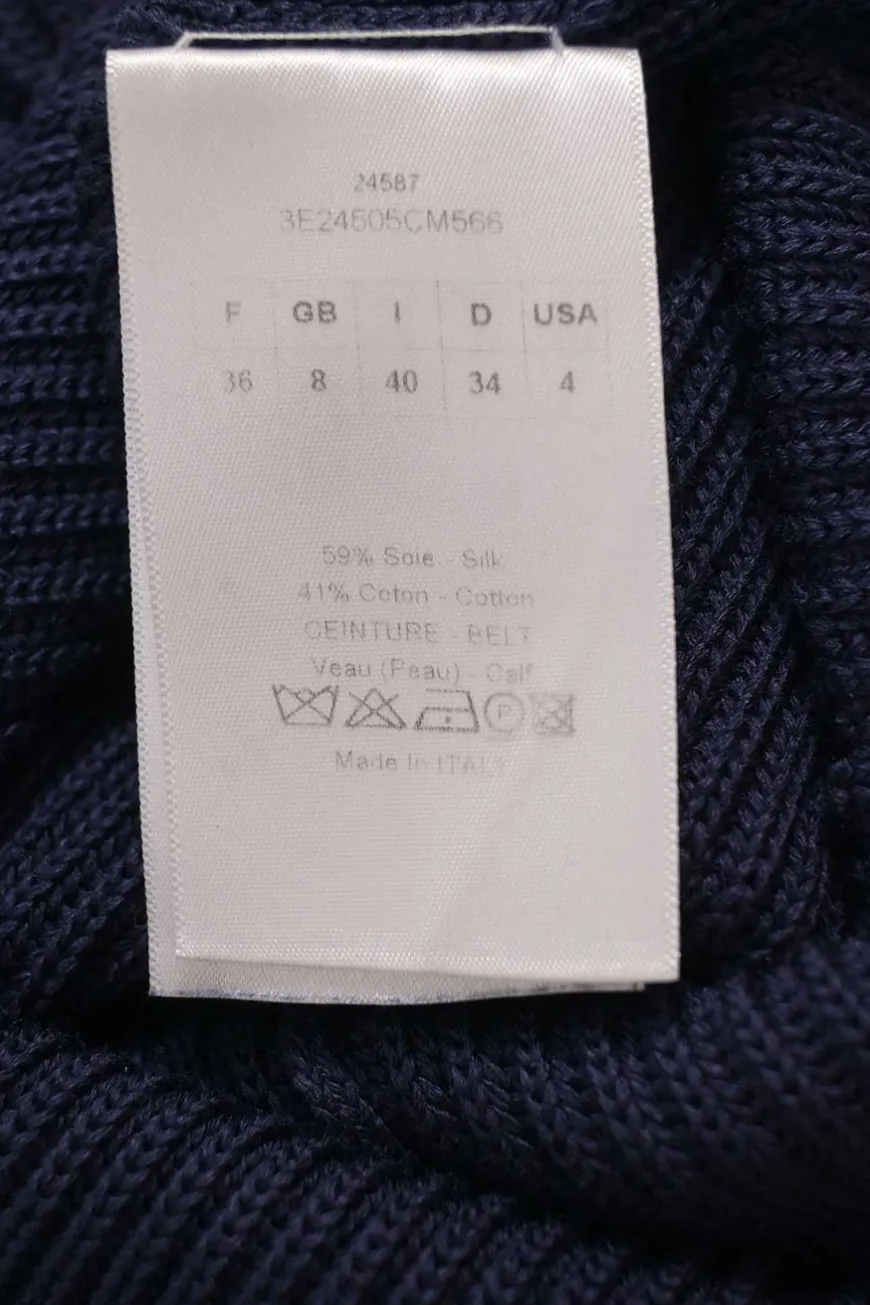 24587
3E24605CM566
F GB I D USA
36 8 40 34 4
59% Soie - Silk
41% Coton - Cotton
CEINTURE - BELT
Veau (Peau) - Calf
P
Made In ITALY